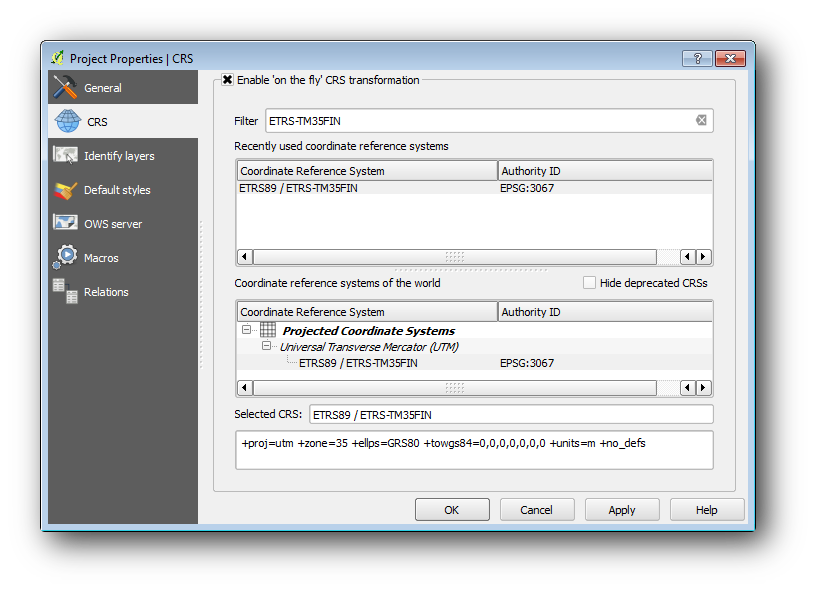 Project Properties | CRS
General
CRS
Identify layers
Default styles
OWS server
Macros
Relations
Enable 'on the fly' CRS transformation
Filter ETRS-TM35FIN
Recently used coordinate reference systems
Coordinate Reference System Authority ID
ETRS89 / ETRS-TM35FIN EPSG:3067
Coordinate reference systems of the world Hide deprecated CRSs
Coordinate Reference System Authority ID
Projected Coordinate Systems
Universal Transverse Mercator (UTM)
ETRS89 / ETRS-TM35FIN EPSG:3067
Selected CRS: ETRS89 / ETRS-TM35FIN
+proj=utm +zone=35 +ellps=GRS80 +towgs84=0,0,0,0,0,0,0 +units=m +no_defs
OK Cancel Apply Help